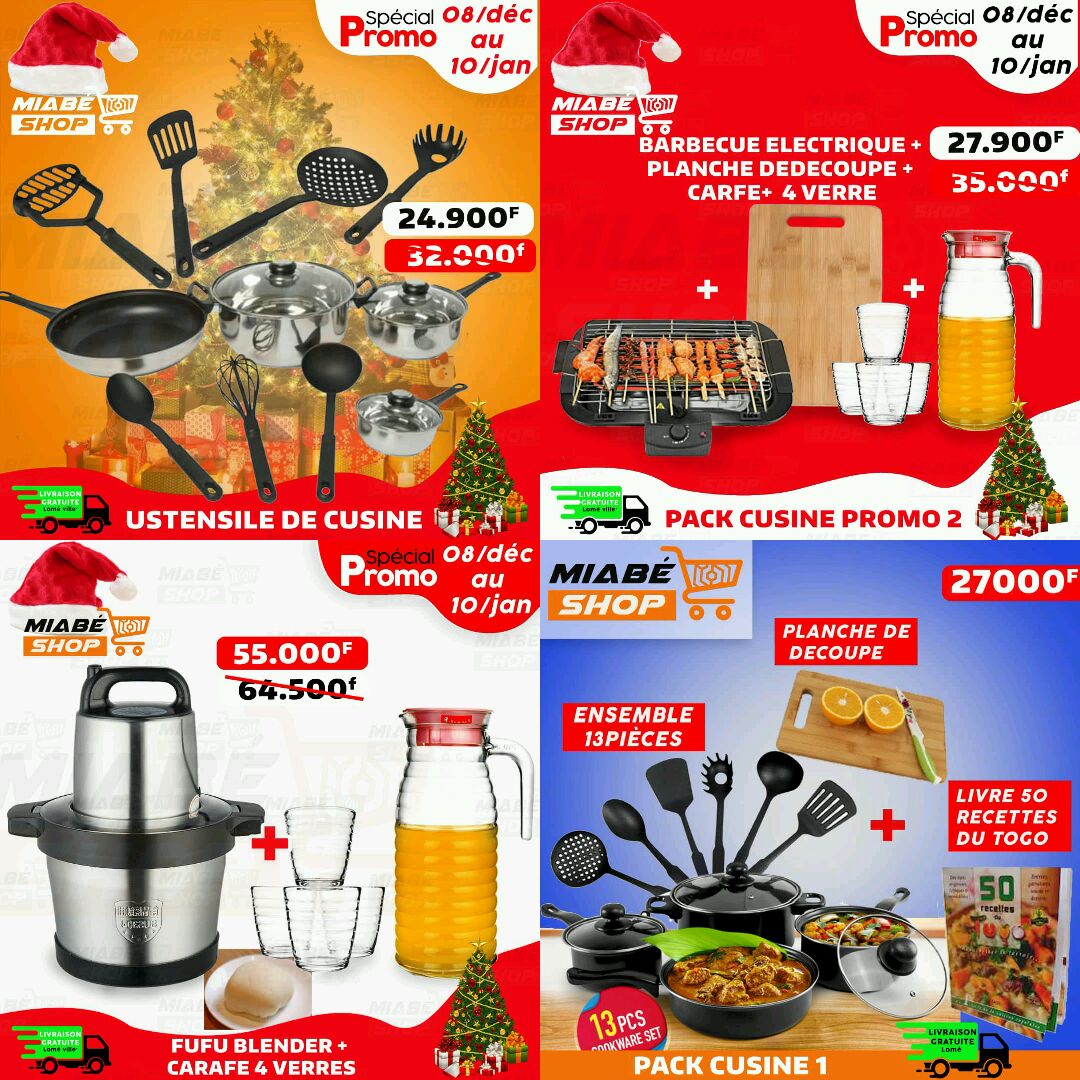 Spécial
Promo
08/déc
au
10/jan
MIABÉ
SHOP
24.900F
32.000f
LIVRAISON
GRATUITE
Lomé ville
USTENSILE DE CUSINE
Spécial
Promo
08/déc
au
10/jan
MIABÉ
SHOP
BARBECUE ELECTRIQUE +
PLANCHE DEDECOUPE +
CARFE+ 4 VERRE
27.900F
35.000f
LIVRAISON
GRATUITE
Lomé ville
PACK CUSINE PROMO 2
Spécial
Promo
08/déc
au
10/jan
MIABÉ
SHOP
55.000F
64.500f
LIVRAISON
GRATUITE
Lomé ville
FUFU BLENDER +
CARAFE 4 VERRES
MIABÉ
SHOP
27000F
PLANCHE DE
DECOUPE
ENSEMBLE
13PIÈCES
LIVRE 50
RECETTES
DU TOGO
50
recettes
13 PCS
COOKWARE SET
LIVRAISON
GRATUITE
Lomé
PACK CUSINE 1